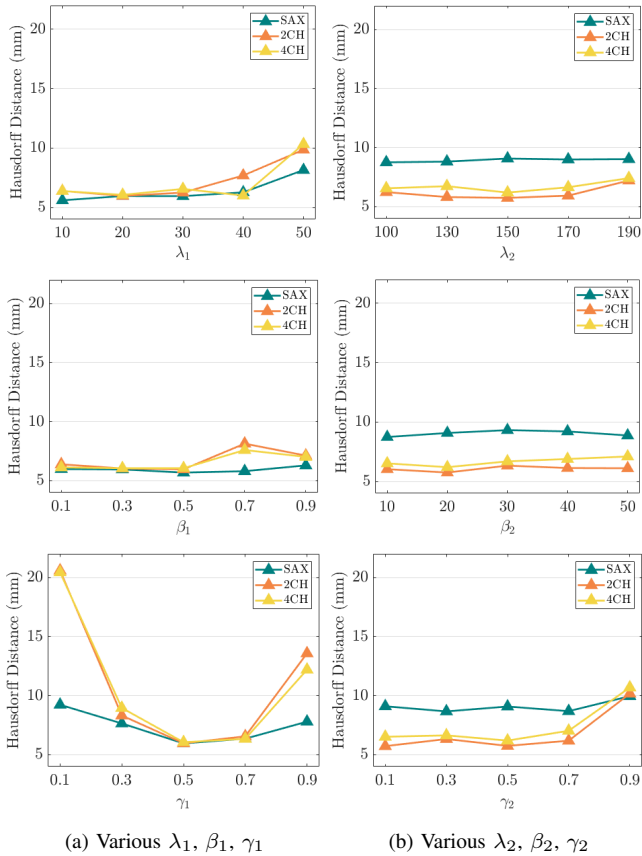 20
15
10
5
Hausdorff Distance (mm)
SAX
2CH
4CH
10 20 30 40 50
λ₁
20
15
10
5
Hausdorff Distance (mm)
SAX
2CH
4CH
100 130 150 170 190
λ₂
20
15
10
5
Hausdorff Distance (mm)
SAX
2CH
4CH
0.1 0.3 0.5 0.7 0.9
β₁
20
15
10
5
Hausdorff Distance (mm)
SAX
2CH
4CH
10 20 30 40 50
β₂
20
15
10
5
Hausdorff Distance (mm)
SAX
2CH
4CH
0.1 0.3 0.5 0.7 0.9
γ₁
20
15
10
5
Hausdorff Distance (mm)
SAX
2CH
4CH
0.1 0.3 0.5 0.7 0.9
γ₂
(a) Various λ₁, β₁, γ₁
(b) Various λ₂, β₂, γ₂